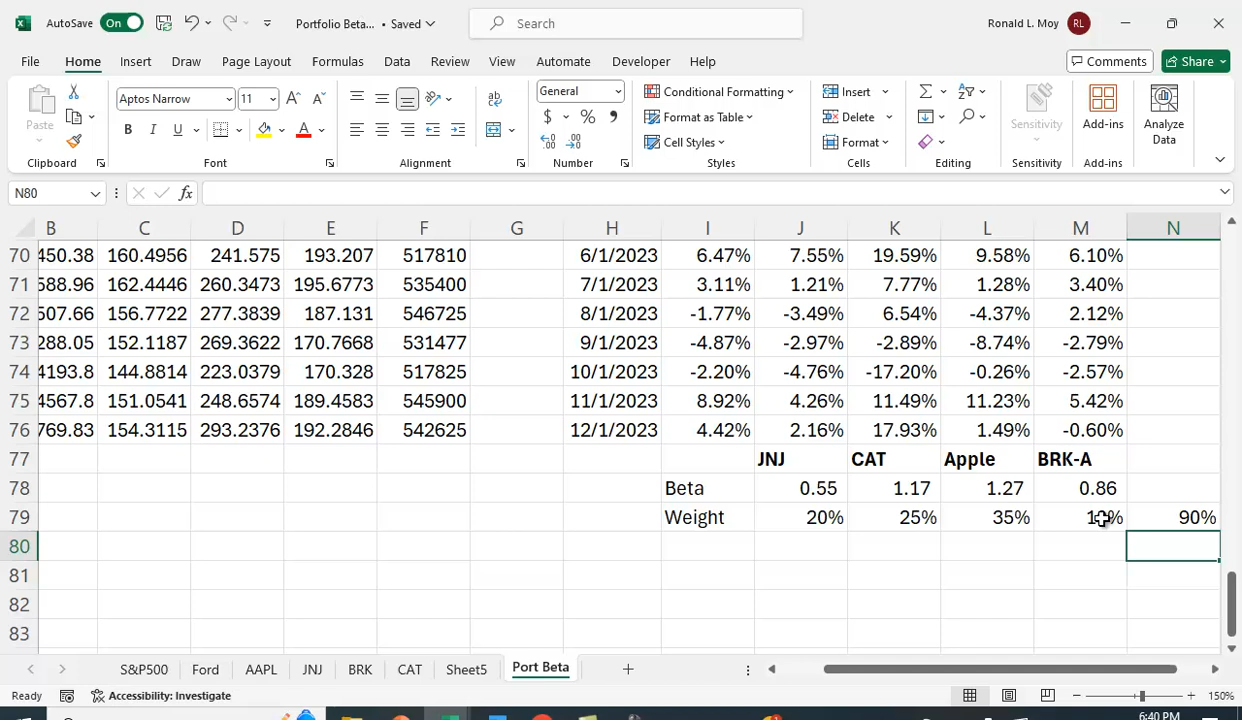 AutoSave On Portfolio Beta... • Saved Search Ronald L. Moy RL
File Home Insert Draw Page Layout Formulas Data Review View Automate Developer Help Comments Share
Paste Aptos Narrow 11 A A ab General Conditional Formatting Insert Σ Sensitivity Add-ins Analyze Data
B I U A $ % , Format as Table Delete
Cell Styles Format
Clipboard Font Alignment Number Styles Cells Editing Sensitivity Add-ins
N80 fx
B C D E F G H I J K L M N
70 450.38 160.4956 241.575 193.207 517810 6/1/2023 6.47% 7.55% 19.59% 9.58% 6.10%
71 588.96 162.4446 260.3473 195.6773 535400 7/1/2023 3.11% 1.21% 7.77% 1.28% 3.40%
72 507.66 156.7722 277.3839 187.131 546725 8/1/2023 -1.77% -3.49% 6.54% -4.37% 2.12%
73 288.05 152.1187 269.3622 170.7668 531477 9/1/2023 -4.87% -2.97% -2.89% -8.74% -2.79%
74 4193.8 144.8814 223.0379 170.328 517825 10/1/2023 -2.20% -4.76% -17.20% -0.26% -2.57%
75 4567.8 151.0541 248.6574 189.4583 545900 11/1/2023 8.92% 4.26% 11.49% 11.23% 5.42%
76 769.83 154.3115 293.2376 192.2846 542625 12/1/2023 4.42% 2.16% 17.93% 1.49% -0.60%
77 JNJ CAT Apple BRK-A
78 Beta 0.55 1.17 1.27 0.86
79 Weight 20% 25% 35% 90%
80
81
82
83
S&P500 Ford AAPL JNJ BRK CAT Sheet5 Port Beta
Ready Accessibility: Investigate 150%
6:40 PM